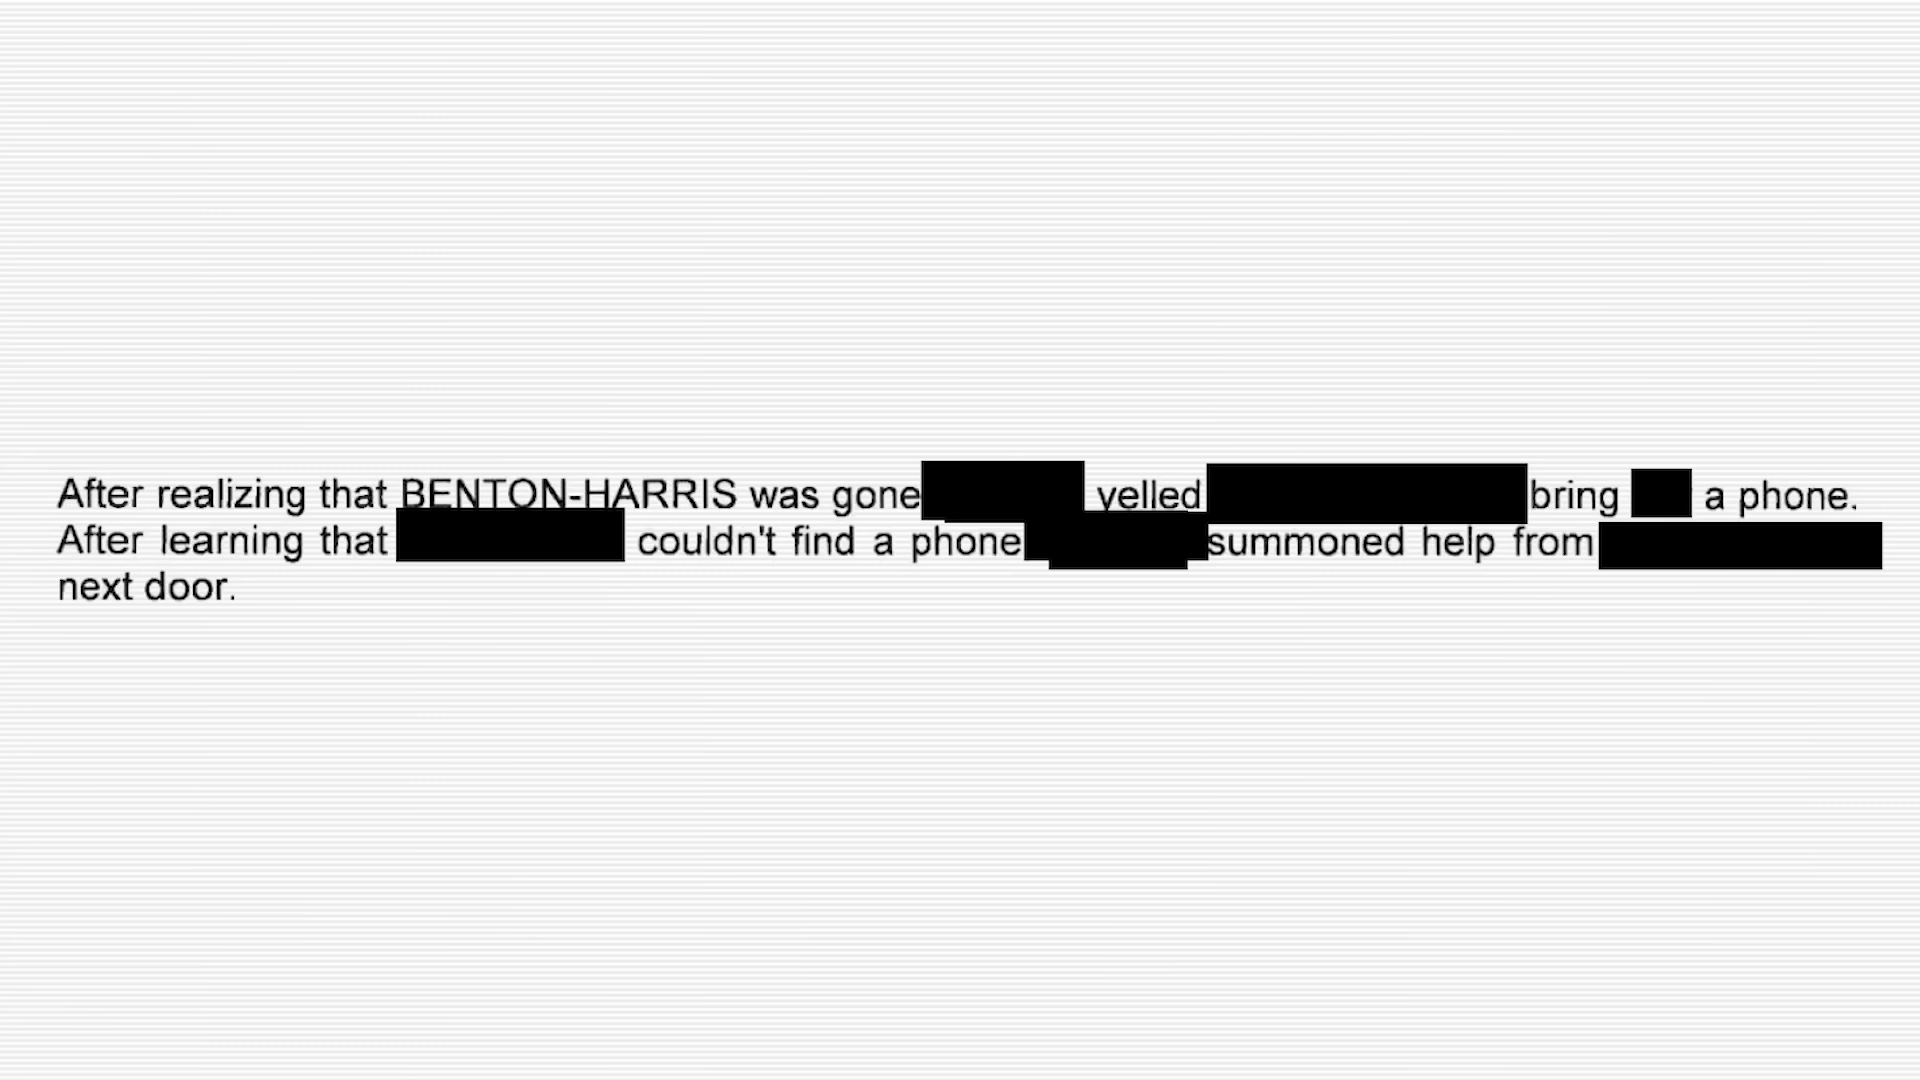 After realizing that BENTON-HARRIS was gone yelled bring a phone.
After learning that couldn't find a phone summoned help from
next door.